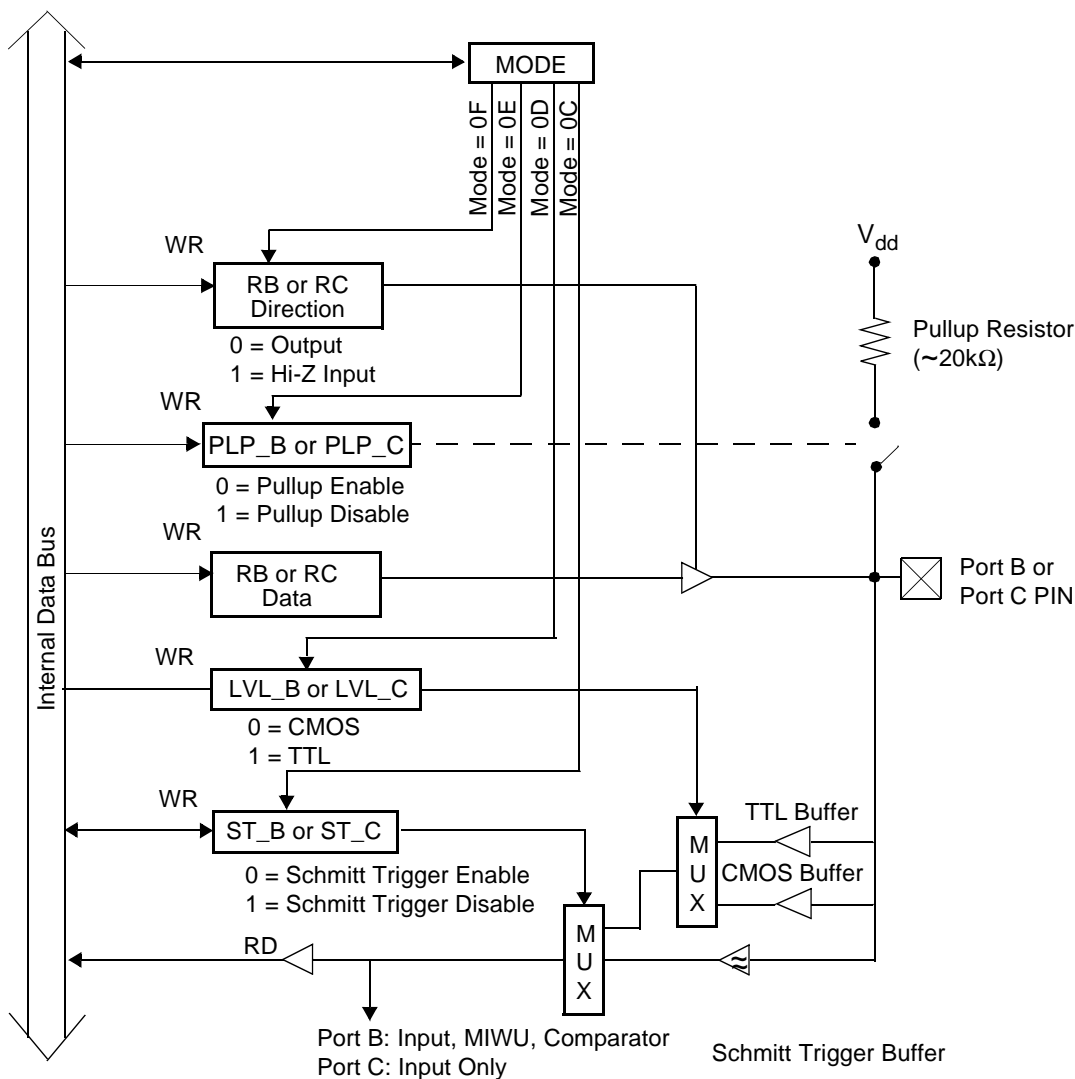 MODE
Mode = 0F
Mode = 0E
Mode = 0D
Mode = 0C
WR
RB or RC
Direction
0 = Output
1 = Hi-Z Input
Vdd
Pullup Resistor
(~20kΩ)
WR
PLP_B or PLP_C
0 = Pullup Enable
1 = Pullup Disable
Internal Data Bus
WR
RB or RC
Data
Port B or
Port C PIN
WR
LVL_B or LVL_C
0 = CMOS
1 = TTL
WR
ST_B or ST_C
0 = Schmitt Trigger Enable
1 = Schmitt Trigger Disable
TTL Buffer
M
U
X
CMOS Buffer
RD
M
U
X
≈
Port B: Input, MIWU, Comparator
Port C: Input Only
Schmitt Trigger Buffer